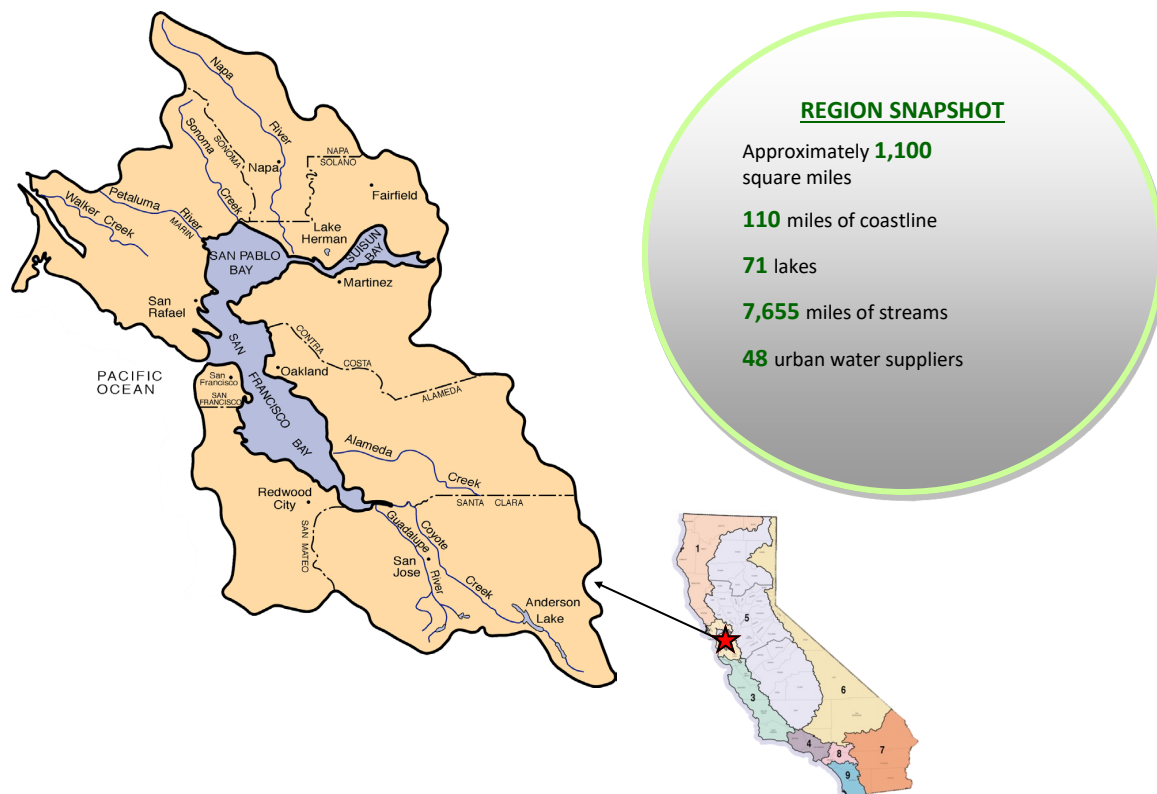 REGION SNAPSHOT
Approximately 1,100
square miles
110 miles of coastline
71 lakes
7,655 miles of streams
48 urban water suppliers
Napa
River
Sonoma
Creek
SONOMA
Napa
NAPA
SOLANO
Fairfield
Walker Creek
Petaluma
River
MARIN
Lake
Herman
SAN PABLO
BAY
SUISUN
BAY
Martinez
San
Rafael
PACIFIC
OCEAN
SAN
FRANCISCO
BAY
CONTRA
COSTA
ALAMEDA
Oakland
San
Francisco
SAN
FRANCISCO
Alameda
Creek
Redwood
City
SANTA CLARA
SAN MATEO
Guadalupe
River
Coyote
Creek
San
Jose
Anderson
Lake
1
5
3
6
4
8
7
9